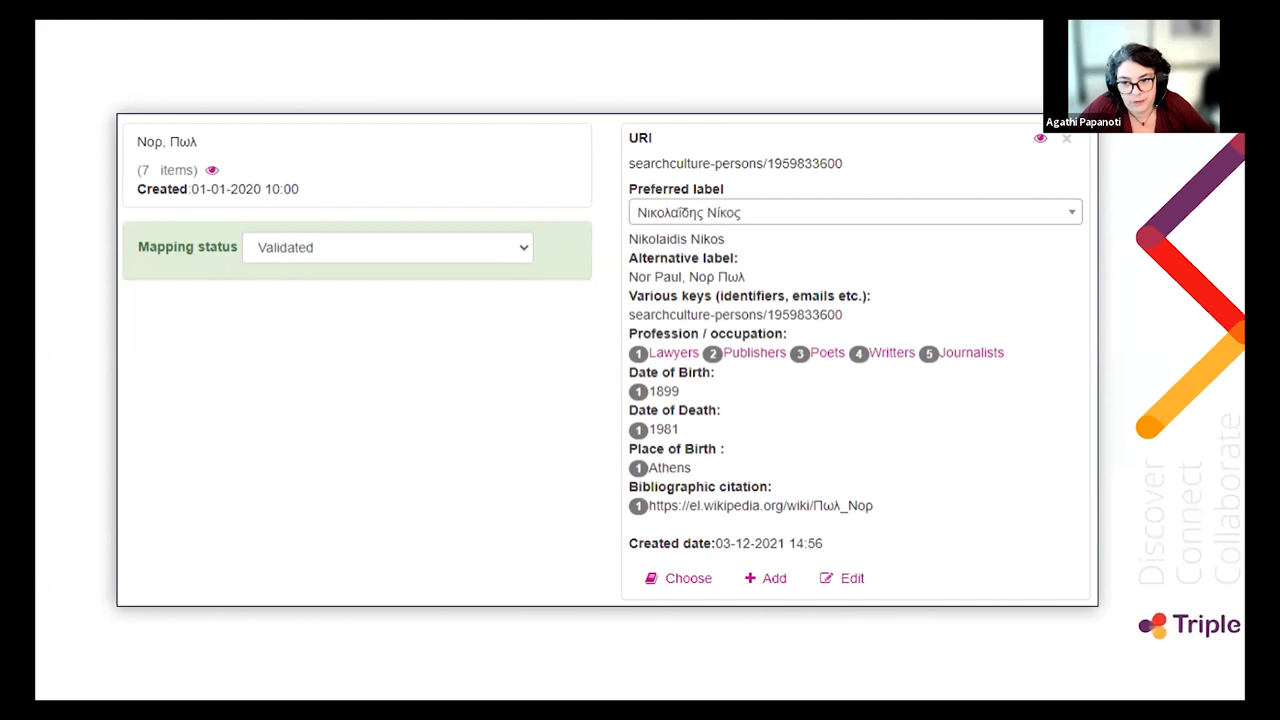 Νορ, Πωλ
(7 items)
Created:01-01-2020 10:00
Mapping status Validated
URI
searchculture-persons/1959833600
Preferred label
Νικολαΐδης Νίκος
Nikolaidis Nikos
Alternative label:
Nor Paul, Νορ Πωλ
Various keys (identifiers, emails etc.):
searchculture-persons/1959833600
Profession / occupation:
1 Lawyers 2 Publishers 3 Poets 4 Writters 5 Journalists
Date of Birth:
1 1899
Date of Death:
1 1981
Place of Birth :
1 Athens
Bibliographic citation:
1 https://el.wikipedia.org/wiki/Πωλ_Νορ
Created date:03-12-2021 14:56
Choose Add Edit
Agathi Papanoti
Discover
Connect
Collaborate
Triple